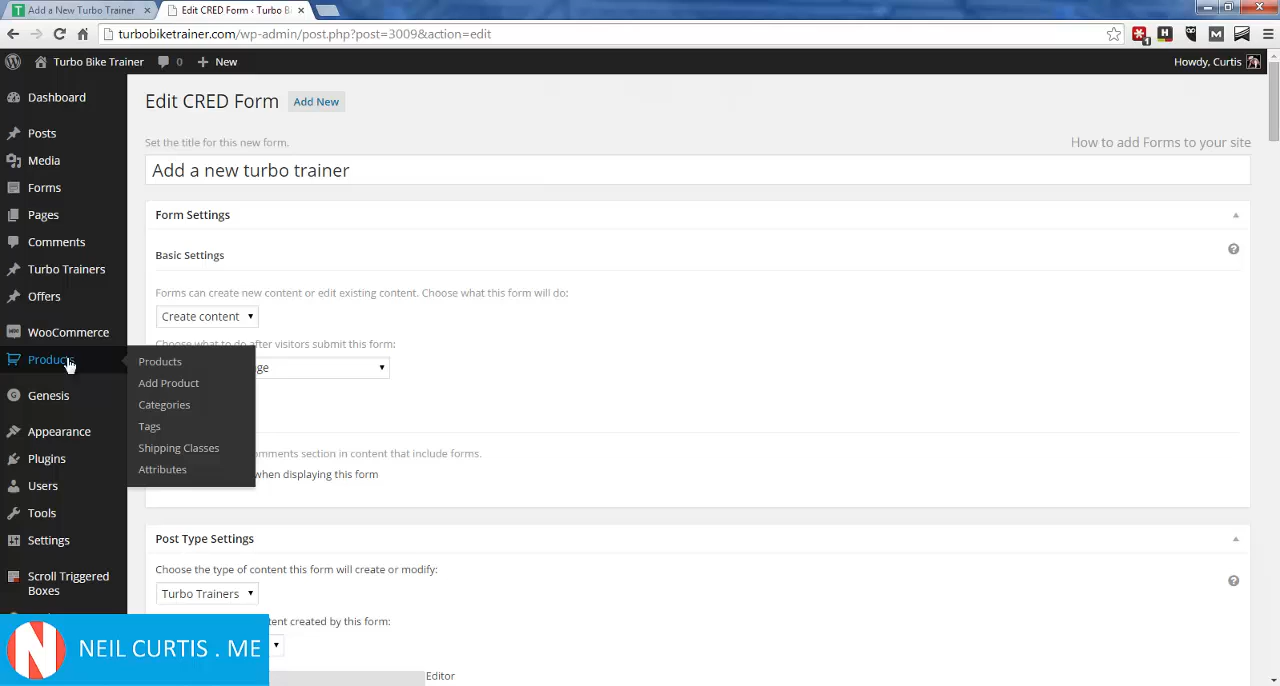 Add a New Turbo Trainer
Edit CRED Form ‹ Turbo B
turbobiketrainer.com/wp-admin/post.php?post=3009&action=edit
Turbo Bike Trainer
0
New
Howdy, Curtis
Dashboard
Posts
Media
Forms
Pages
Comments
Turbo Trainers
Offers
WooCommerce
Products
Genesis
Appearance
Plugins
Users
Tools
Settings
Scroll Triggered
Boxes
Products
Add Product
Categories
Tags
Shipping Classes
Attributes
Edit CRED Form
Add New
Set the title for this new form.
How to add Forms to your site
Add a new turbo trainer
Form Settings
Basic Settings
Forms can create new content or edit existing content. Choose what this form will do:
Create content
Choose what to do after visitors submit this form:
ge
omments section in content that include forms.
when displaying this form
Post Type Settings
Choose the type of content this form will create or modify:
Turbo Trainers
tent created by this form:
Editor
NEIL CURTIS . ME